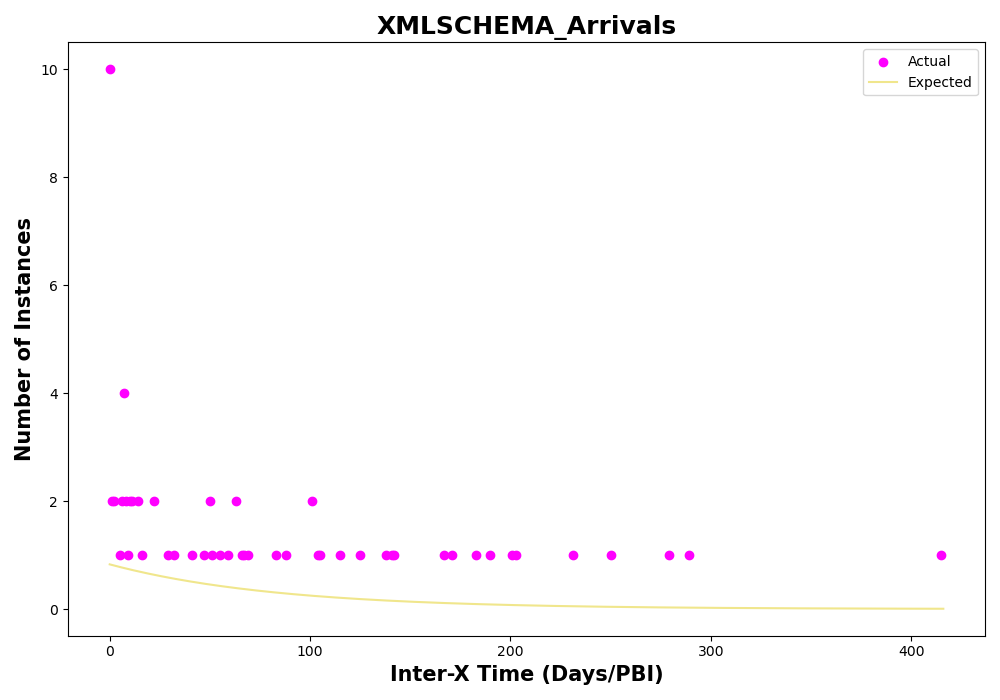 XMLSCHEMA_Arrivals
Actual
Expected
Number of Instances
10
8
6
4
2
0
0 100 200 300 400
Inter-X Time (Days/PBI)